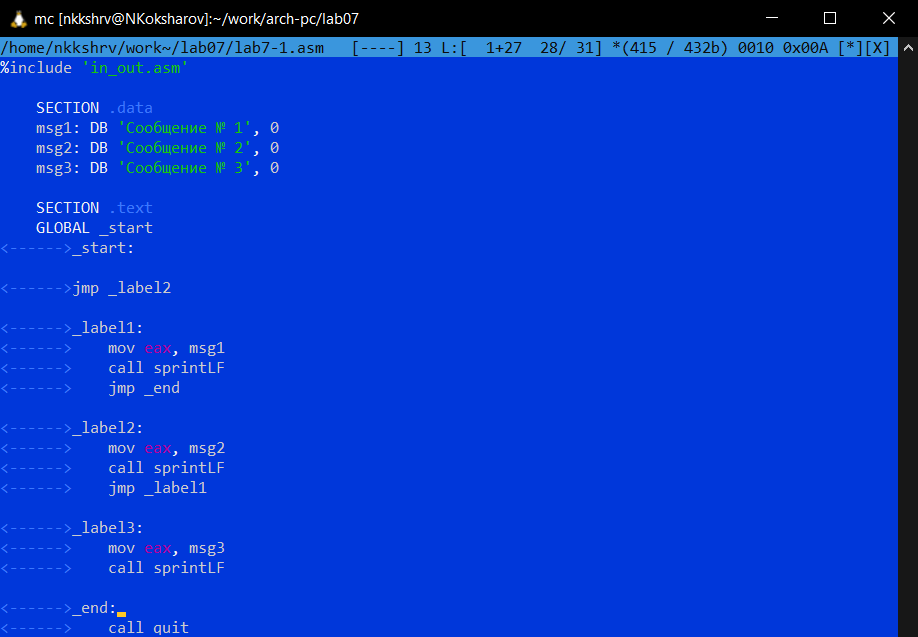 mc [nkkshrv@NKoksharov]:~/work/arch-pc/lab07
/home/nkkshrv/work~/lab07/lab7-1.asm   [----] 13 L:[  1+27  28/ 31] *(415 / 432b) 0010 0x00A [*][X]
%include 'in_out.asm'
SECTION .data
msg1: DB 'Сообщение № 1', 0
msg2: DB 'Сообщение № 2', 0
msg3: DB 'Сообщение № 3', 0
SECTION .text
GLOBAL _start
<------>_start:
<------>jmp _label2
<------>_label1:
<------>    mov eax, msg1
<------>    call sprintLF
<------>    jmp _end
<------>_label2:
<------>    mov eax, msg2
<------>    call sprintLF
<------>    jmp _label1
<------>_label3:
<------>    mov eax, msg3
<------>    call sprintLF
<------>_end:
<------>    call quit